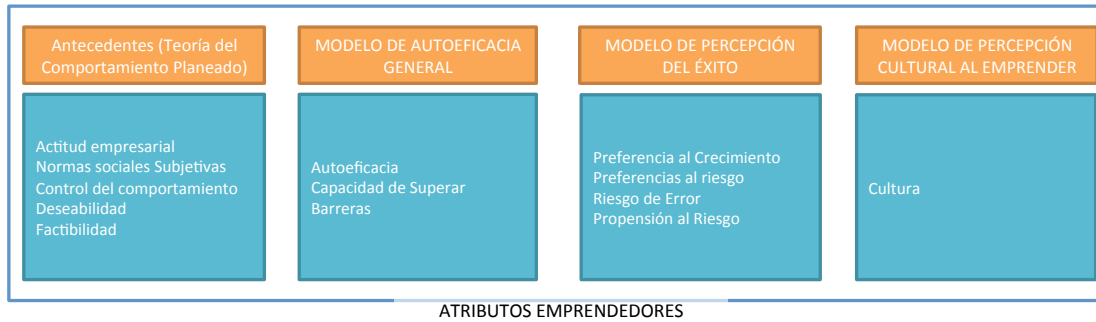 Antecedentes (Teoría del
Comportamiento Planeado)
Actitud empresarial
Normas sociales Subjetivas
Control del comportamiento
Deseabilidad
Factibilidad
MODELO DE AUTOEFICACIA
GENERAL
Autoeficacia
Capacidad de Superar
Barreras
MODELO DE PERCEPCIÓN
DEL ÉXITO
Preferencia al Crecimiento
Preferencias al riesgo
Riesgo de Error
Propensión al Riesgo
MODELO DE PERCEPCIÓN
CULTURAL AL EMPRENDER
Cultura
ATRIBUTOS EMPRENDEDORES